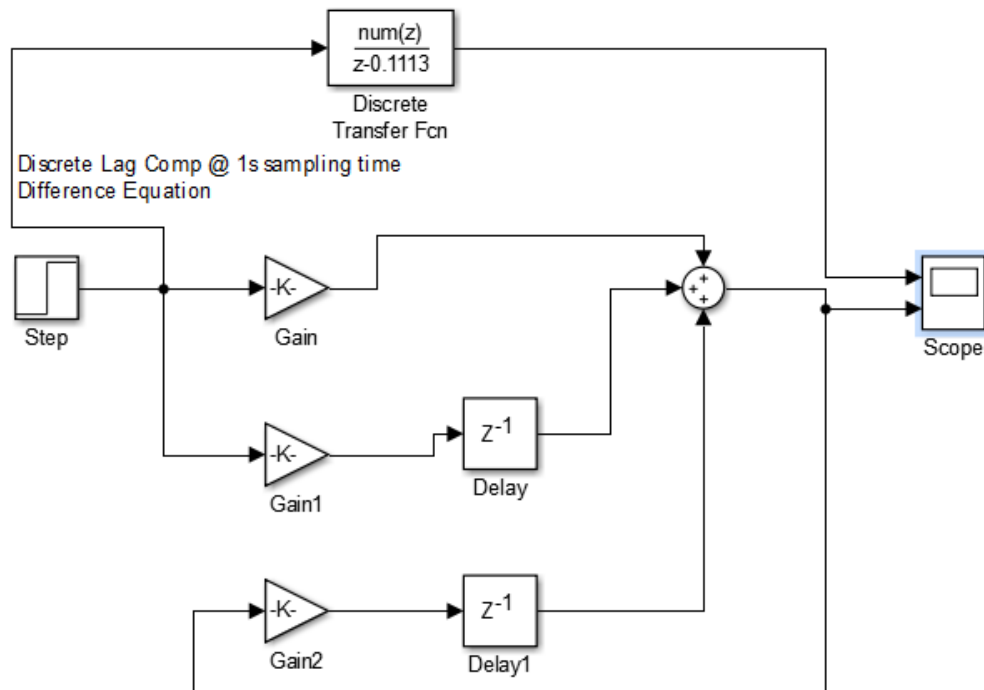 num(z)
z-0.1113
Discrete
Transfer Fcn
Discrete Lag Comp @ 1s sampling time
Difference Equation
Step
-K-
Gain
+
+
+
Scope
-K-
Gain1
Z-1
Delay
-K-
Gain2
Z-1
Delay1